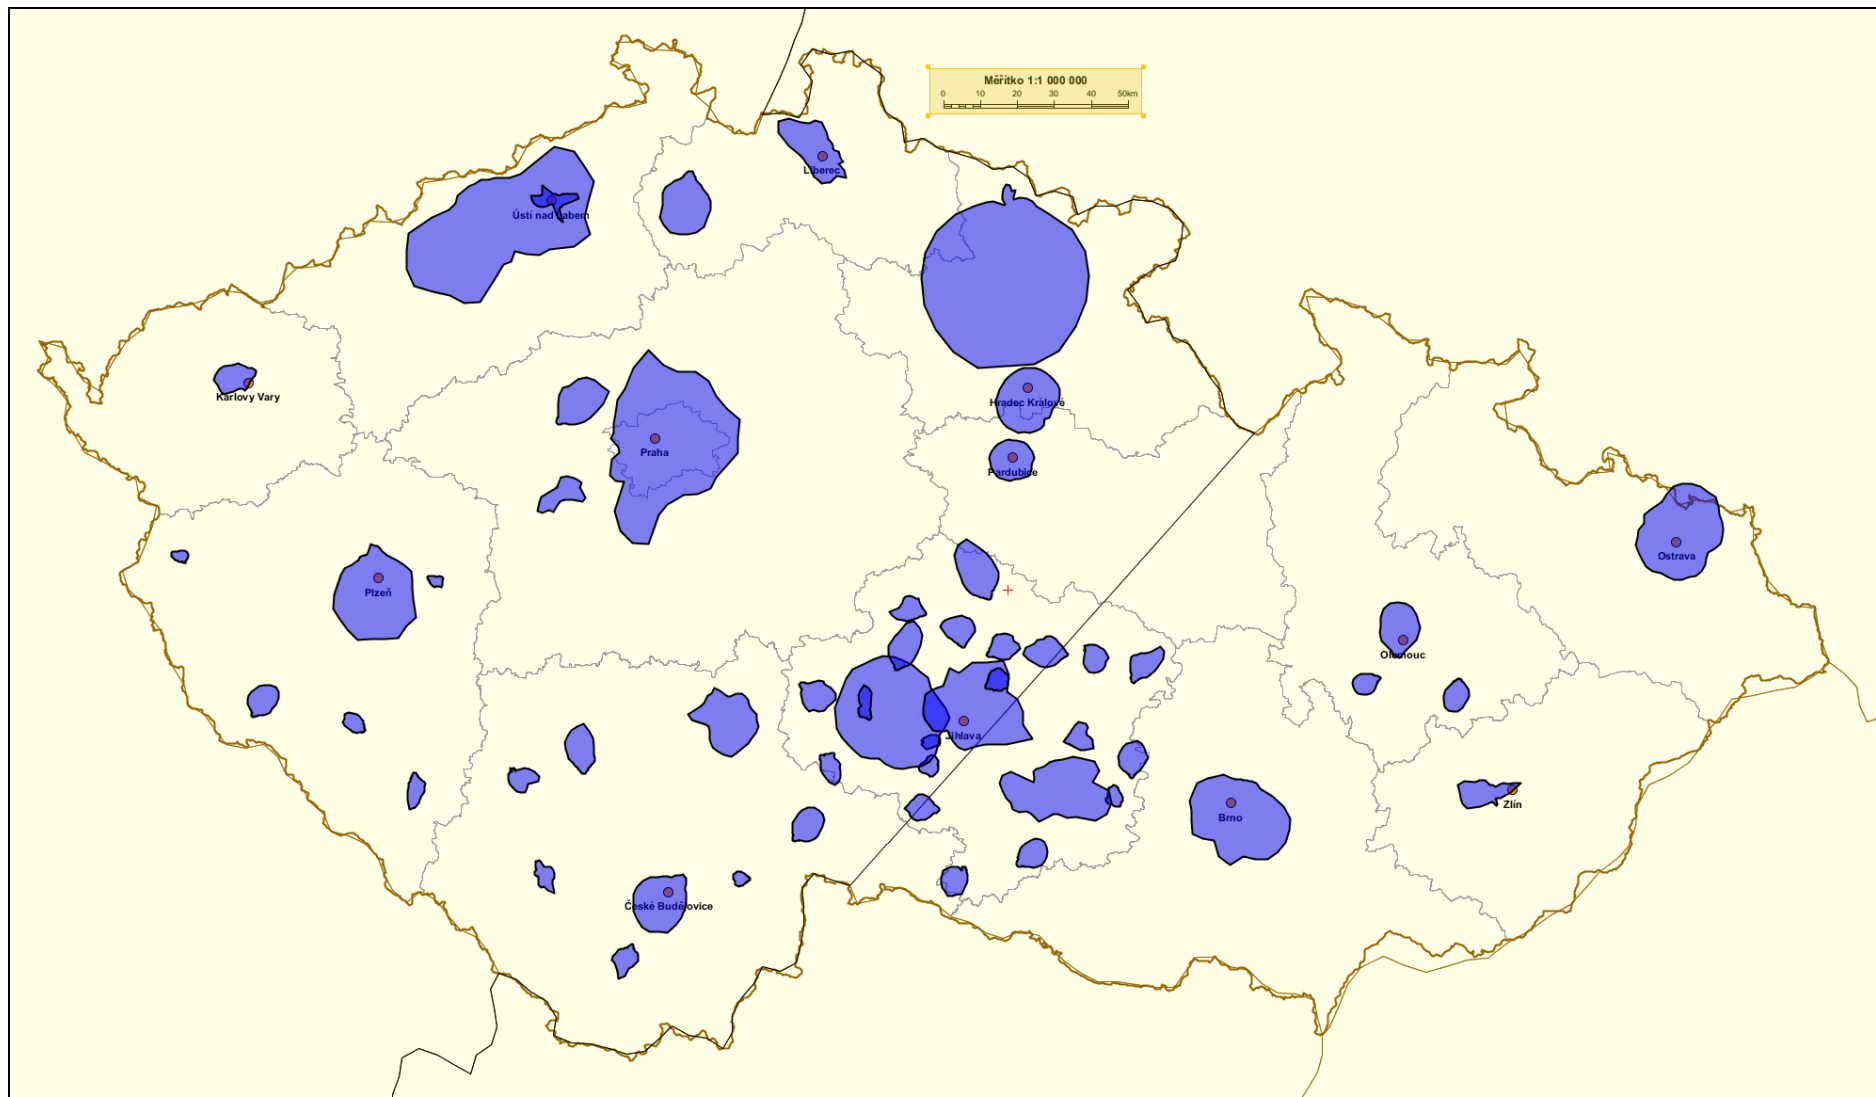 Měřítko 1:1 000 000
0 10 20 30 40 50km
Liberec
Ústí nad Labem
Karlovy Vary
Hradec Králové
Praha
Pardubice
Ostrava
Plzeň
Olomouc
Jihlava
Zlín
Brno
České Budějovice